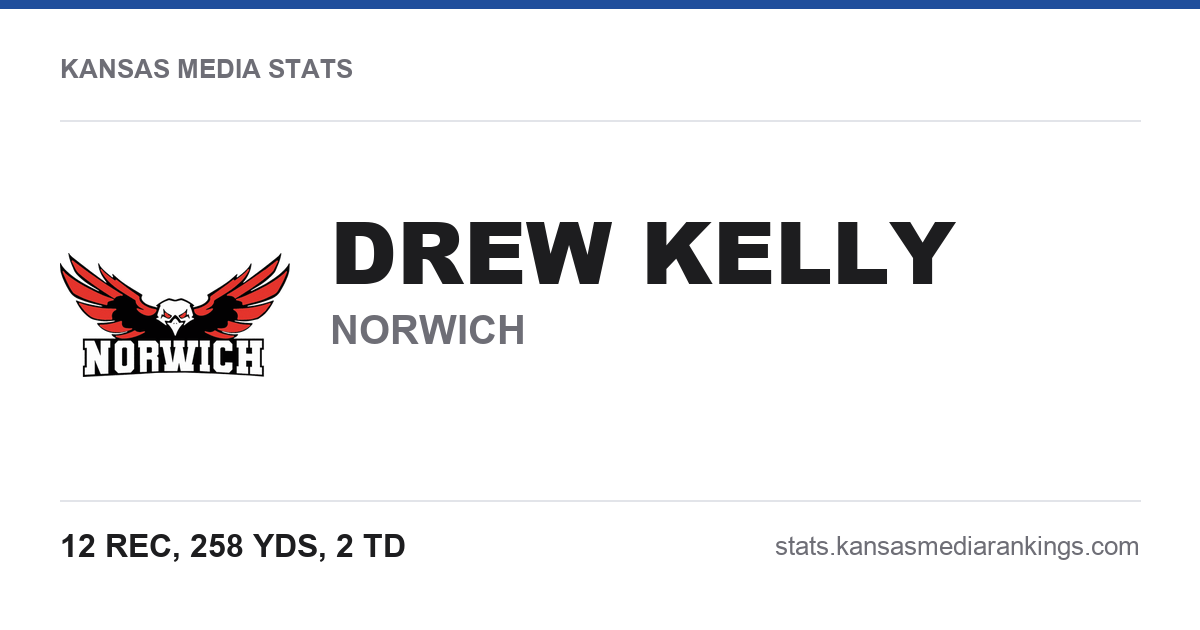 KANSAS MEDIA STATS
DREW KELLY
NORWICH
NORWICH
12 REC, 258 YDS, 2 TD
stats.kansasmediarankings.com